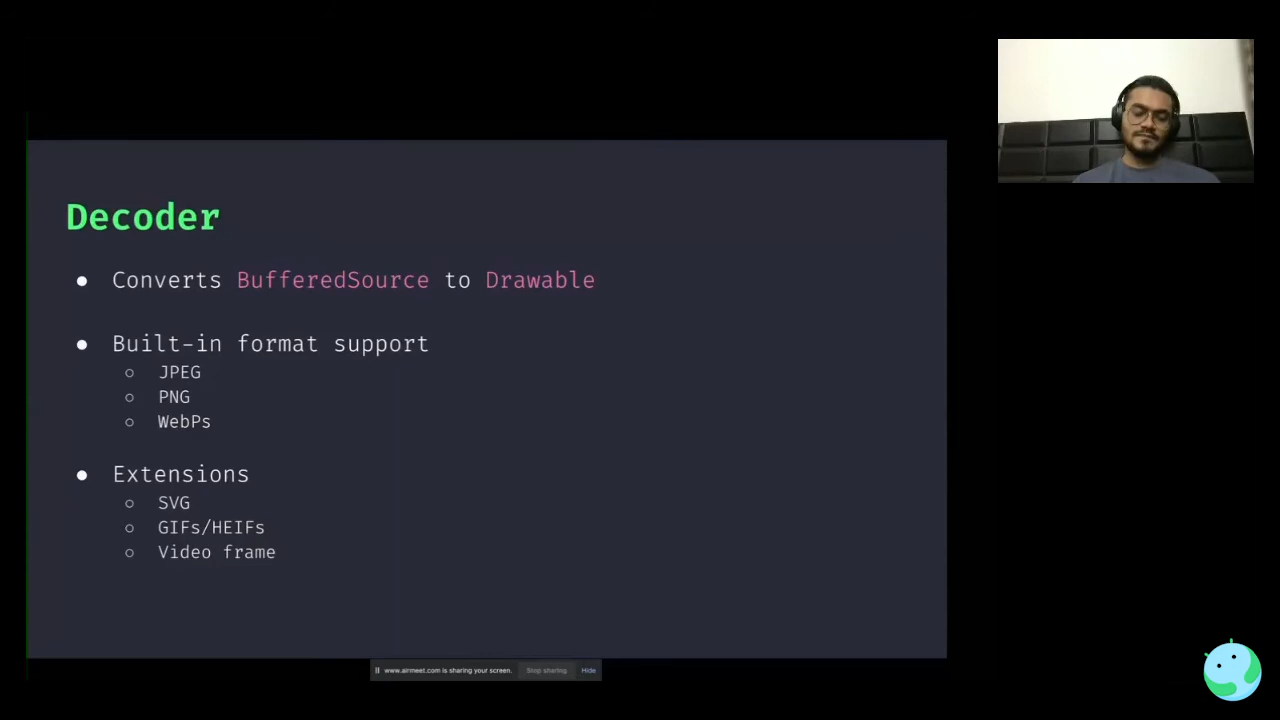 Decoder
● Converts BufferedSource to Drawable
● Built-in format support
○ JPEG
○ PNG
○ WebPs
● Extensions
○ SVG
○ GIFs/HEIFs
○ Video frame
www.airmeet.com is sharing your screen. Stop sharing Hide